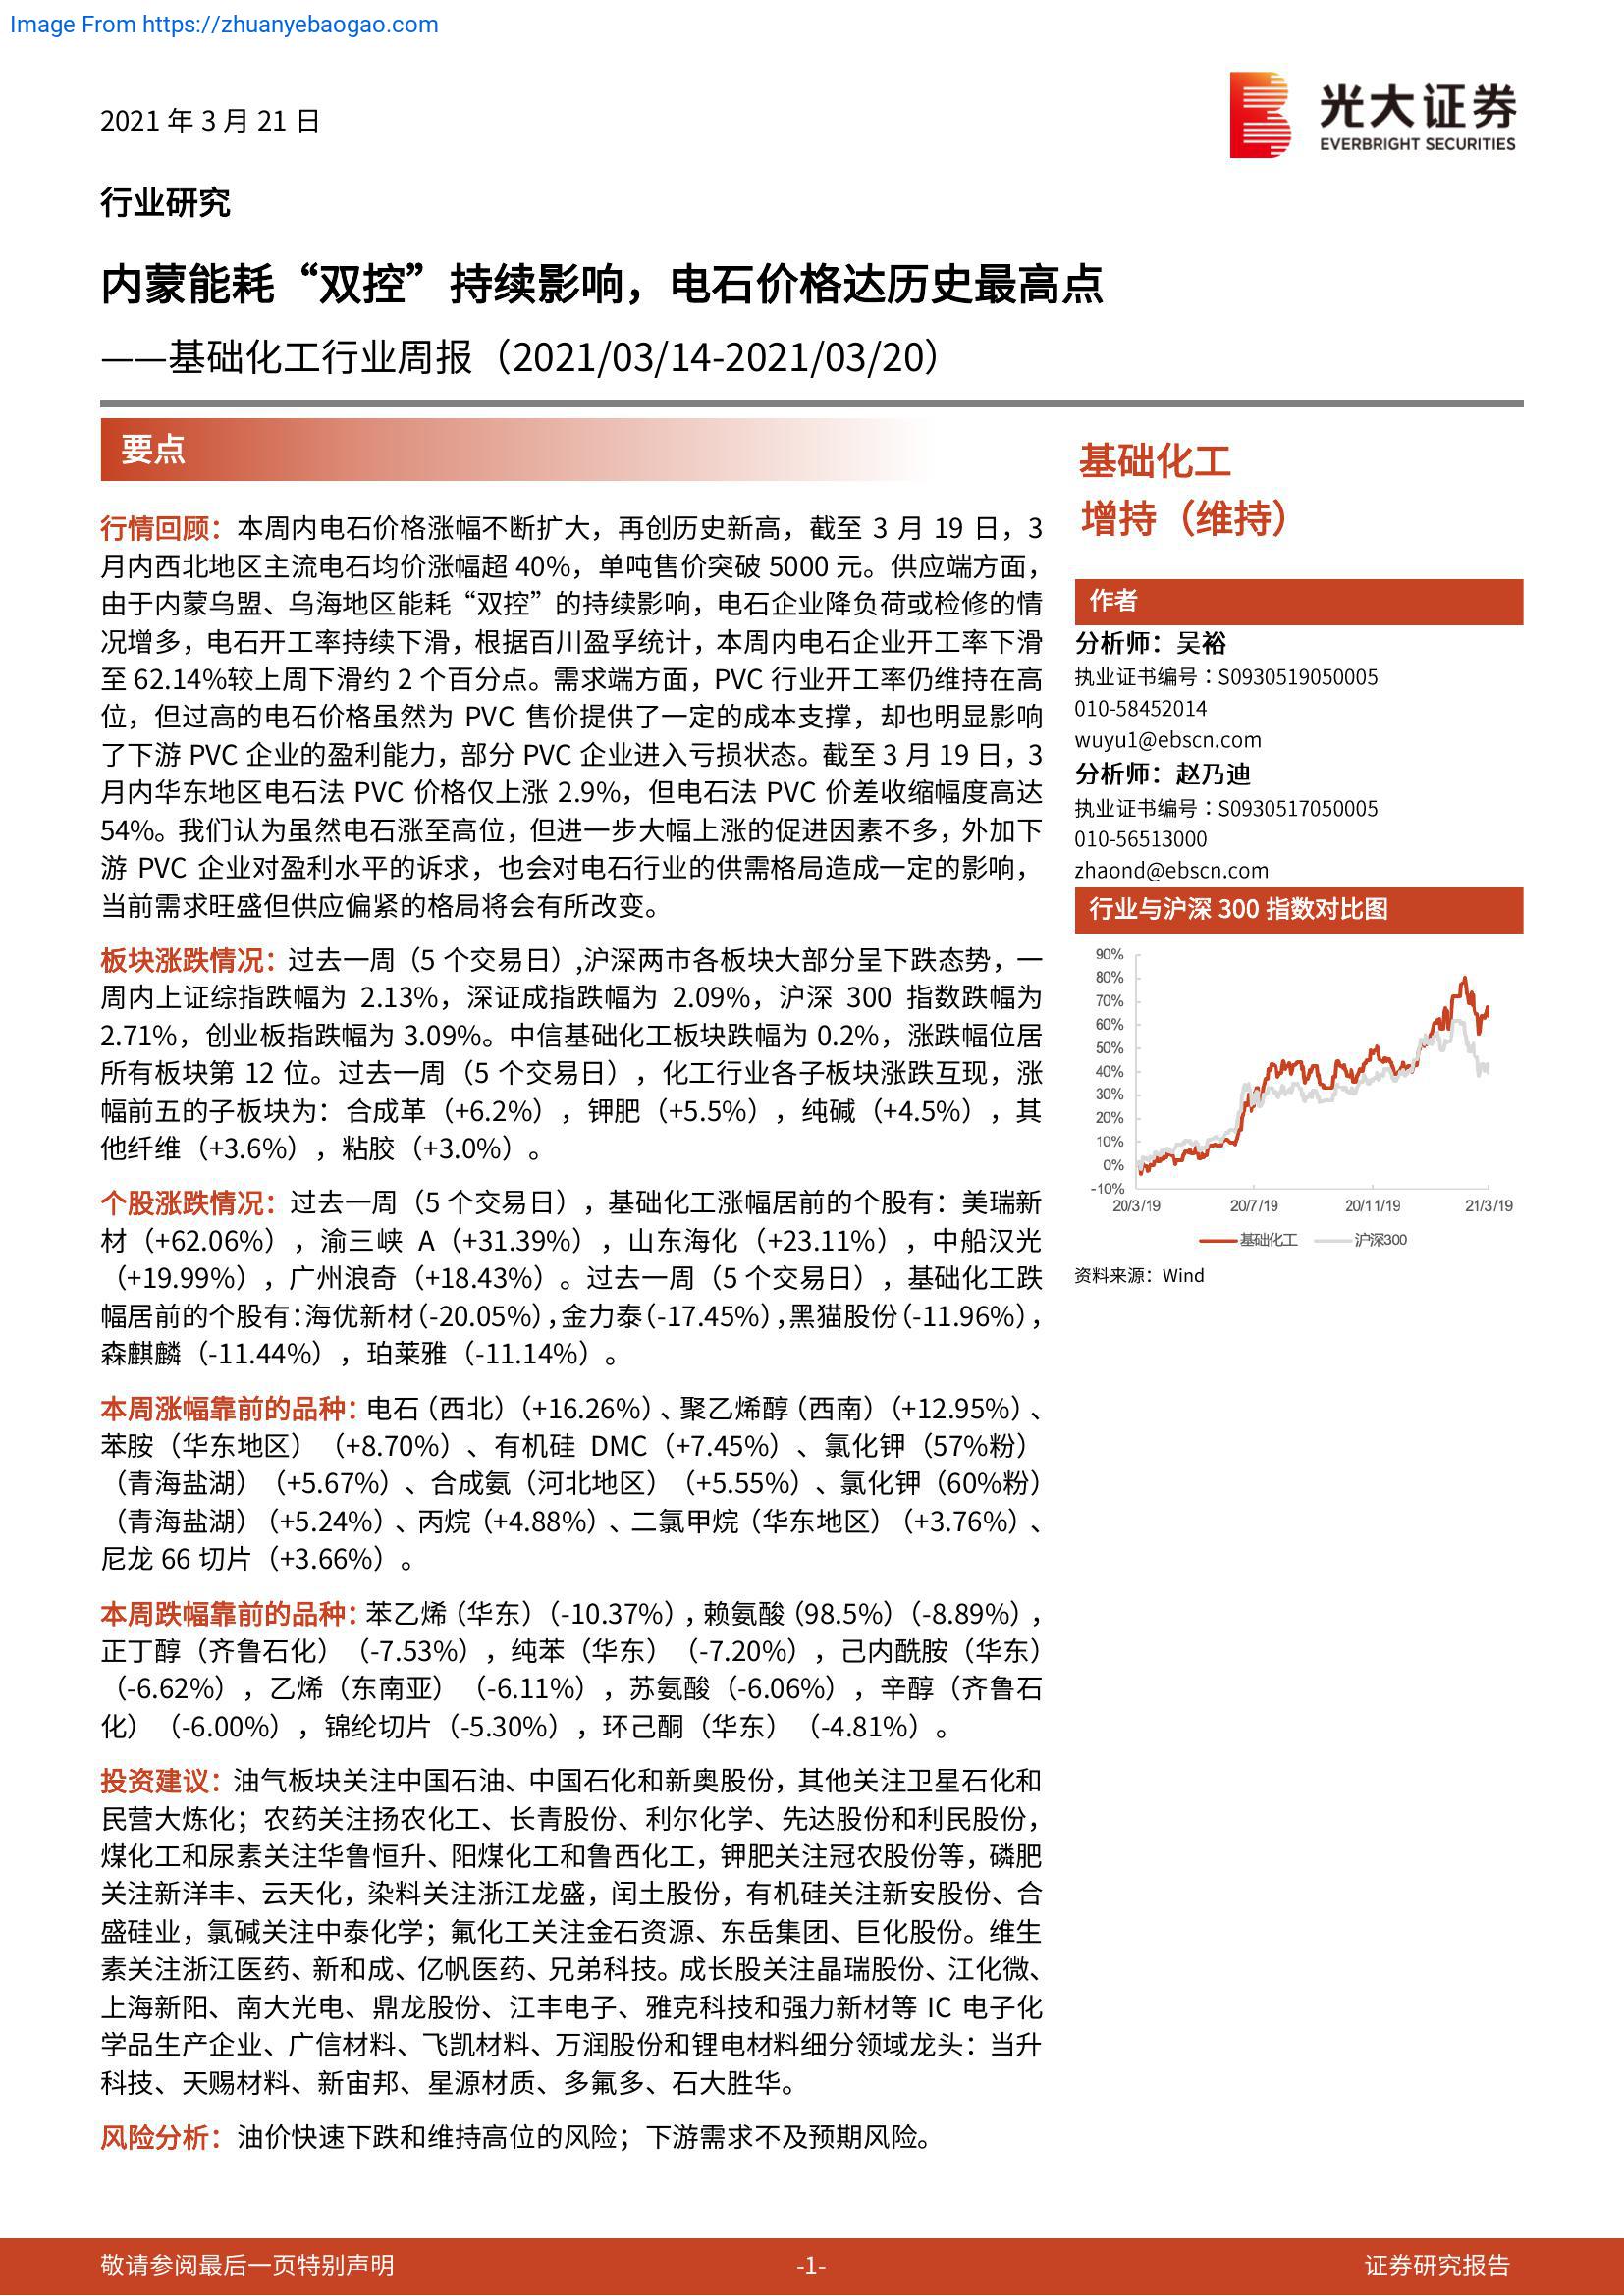 Image From https://zhuanyebaogao.com
2021 年 3 月 21 日
光大证券
EVERBRIGHT SECURITIES
行业研究
内蒙能耗“双控”持续影响，电石价格达历史最高点
——基础化工行业周报（2021/03/14-2021/03/20）
要点
行情回顾：本周内电石价格涨幅不断扩大，再创历史新高，截至 3 月 19 日，3
月内西北地区主流电石均价涨幅超 40%，单吨售价突破 5000 元。供应端方面，
由于内蒙乌盟、乌海地区能耗“双控”的持续影响，电石企业降负荷或检修的情
况增多，电石开工率持续下滑，根据百川盈孚统计，本周内电石企业开工率下滑
至 62.14%较上周下滑约 2 个百分点。需求端方面，PVC 行业开工率仍维持在高
位，但过高的电石价格虽然为 PVC 售价提供了一定的成本支撑，却也明显影响
了下游 PVC 企业的盈利能力，部分 PVC 企业进入亏损状态。截至 3 月 19 日，3
月内华东地区电石法 PVC 价格仅上涨 2.9%，但电石法 PVC 价差收缩幅度高达
54%。我们认为虽然电石涨至高位，但进一步大幅上涨的促进因素不多，外加下
游 PVC 企业对盈利水平的诉求，也会对电石行业的供需格局造成一定的影响，
当前需求旺盛但供应偏紧的格局将会有所改变。
板块涨跌情况：过去一周（5 个交易日）,沪深两市各板块大部分呈下跌态势，一
周内上证综指跌幅为 2.13%，深证成指跌幅为 2.09%，沪深 300 指数跌幅为
2.71%，创业板指跌幅为 3.09%。中信基础化工板块跌幅为 0.2%，涨跌幅位居
所有板块第 12 位。过去一周（5 个交易日），化工行业各子板块涨跌互现，涨
幅前五的子板块为：合成革（+6.2%），钾肥（+5.5%），纯碱（+4.5%），其
他纤维（+3.6%），粘胶（+3.0%）。
个股涨跌情况：过去一周（5 个交易日），基础化工涨幅居前的个股有：美瑞新
材（+62.06%），渝三峡 A（+31.39%），山东海化（+23.11%），中船汉光
（+19.99%），广州浪奇（+18.43%）。过去一周（5 个交易日），基础化工跌
幅居前的个股有：海优新材（-20.05%），金力泰（-17.45%），黑猫股份（-11.96%），
森麒麟（-11.44%），珀莱雅（-11.14%）。
本周涨幅靠前的品种：电石（西北）（+16.26%）、聚乙烯醇（西南）（+12.95%）、
苯胺（华东地区）（+8.70%）、有机硅 DMC（+7.45%）、氯化钾（57%粉）
（青海盐湖）（+5.67%）、合成氨（河北地区）（+5.55%）、氯化钾（60%粉）
（青海盐湖）（+5.24%）、丙烷（+4.88%）、二氯甲烷（华东地区）（+3.76%）、
尼龙 66 切片（+3.66%）。
本周跌幅靠前的品种：苯乙烯（华东）（-10.37%），赖氨酸（98.5%）（-8.89%），
正丁醇（齐鲁石化）（-7.53%），纯苯（华东）（-7.20%），己内酰胺（华东）
（-6.62%），乙烯（东南亚）（-6.11%），苏氨酸（-6.06%），辛醇（齐鲁石
化）（-6.00%），锦纶切片（-5.30%），环己酮（华东）（-4.81%）。
投资建议：油气板块关注中国石油、中国石化和新奥股份，其他关注卫星石化和
民营大炼化；农药关注扬农化工、长青股份、利尔化学、先达股份和利民股份，
煤化工和尿素关注华鲁恒升、阳煤化工和鲁西化工，钾肥关注冠农股份等，磷肥
关注新洋丰、云天化，染料关注浙江龙盛，闰土股份，有机硅关注新安股份、合
盛硅业，氯碱关注中泰化学；氟化工关注金石资源、东岳集团、巨化股份。维生
素关注浙江医药、新和成、亿帆医药、兄弟科技。成长股关注晶瑞股份、江化微、
上海新阳、南大光电、鼎龙股份、江丰电子、雅克科技和强力新材等 IC 电子化
学品生产企业、广信材料、飞凯材料、万润股份和锂电材料细分领域龙头：当升
科技、天赐材料、新宙邦、星源材质、多氟多、石大胜华。
风险分析：油价快速下跌和维持高位的风险；下游需求不及预期风险。
基础化工
增持（维持）
作者
分析师：吴裕
执业证书编号：S0930519050005
010-58452014
wuyu1@ebscn.com
分析师：赵乃迪
执业证书编号：S0930517050005
010-56513000
zhaond@ebscn.com
行业与沪深 300 指数对比图
90%
80%
70%
60%
50%
40%
30%
20%
10%
0%
-10%
20/3/19 20/7/19 20/11/19 21/3/19
基础化工 沪深300
资料来源：Wind
敬请参阅最后一页特别声明 -1- 证券研究报告